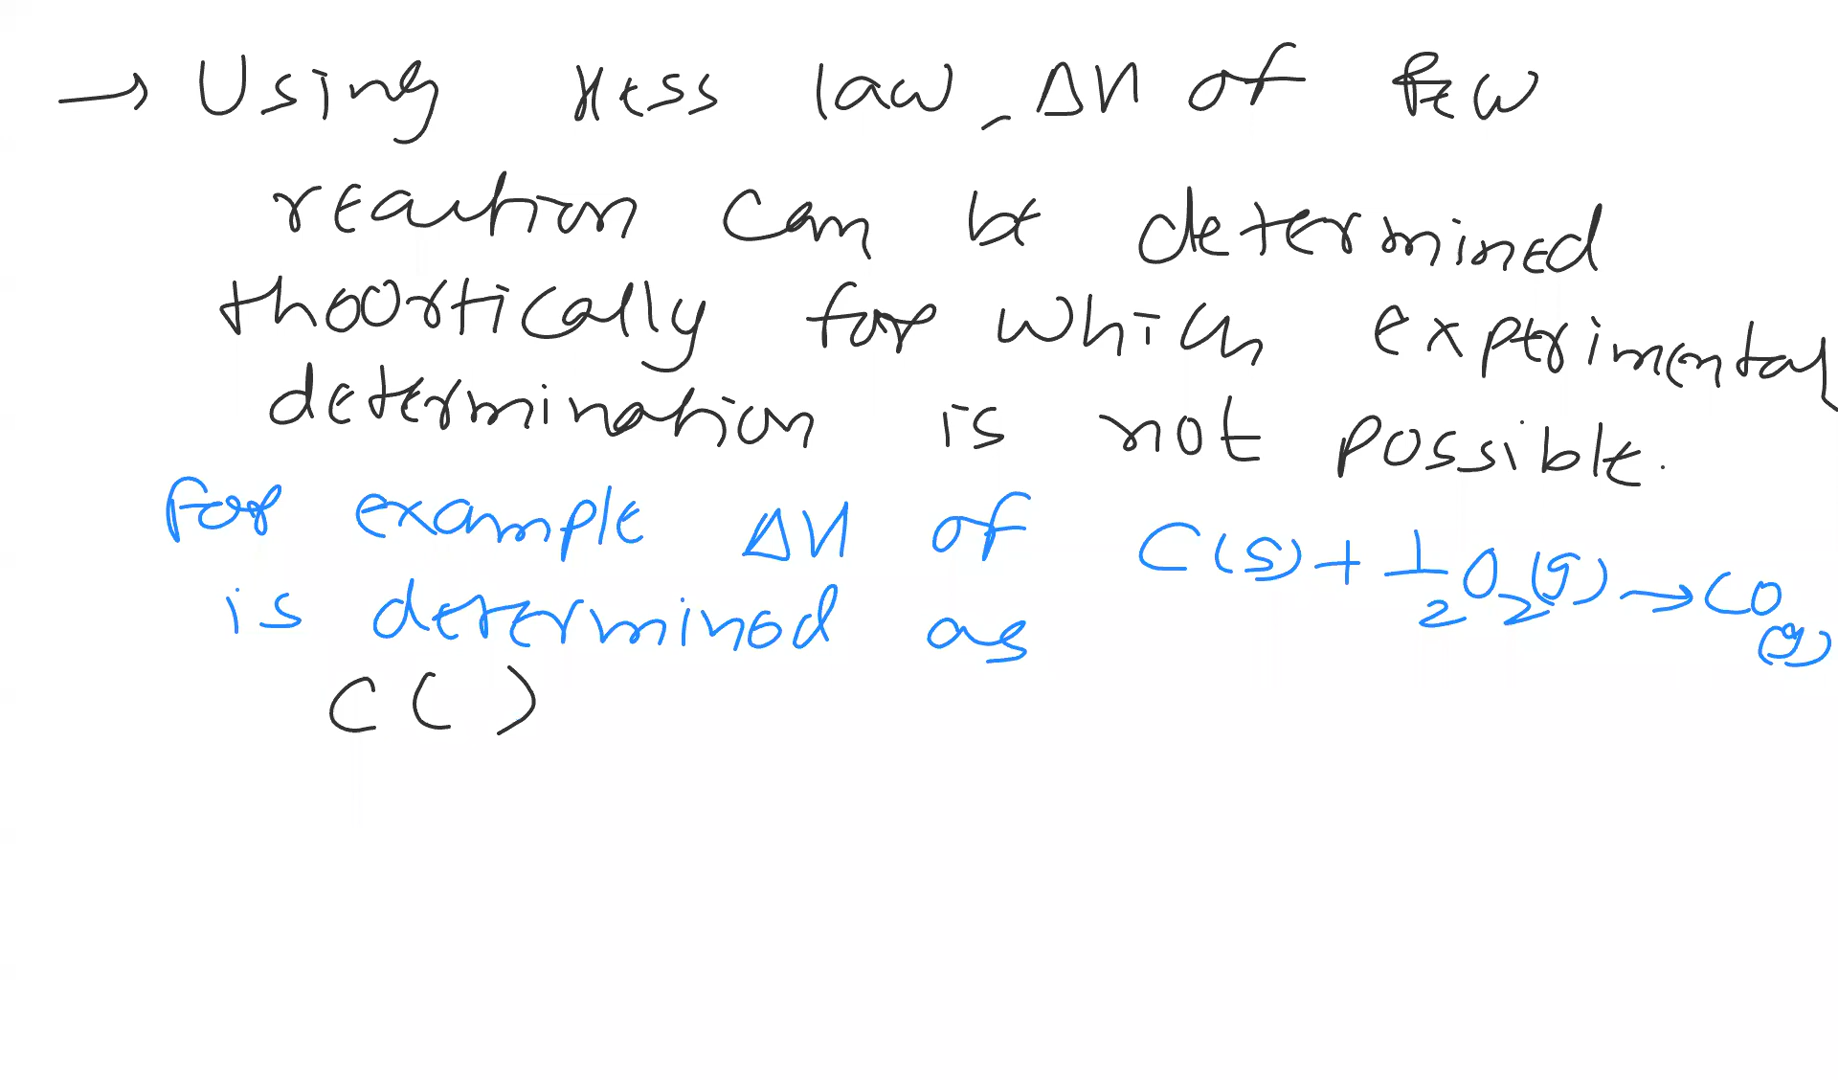 → Using Hess law, ΔH of few
reaction can be determined
thoortically for which experimental
determination is not possible.
For example ΔH of C(s) + 1/2 O2(g) → CO(g)
is determined as
C( )